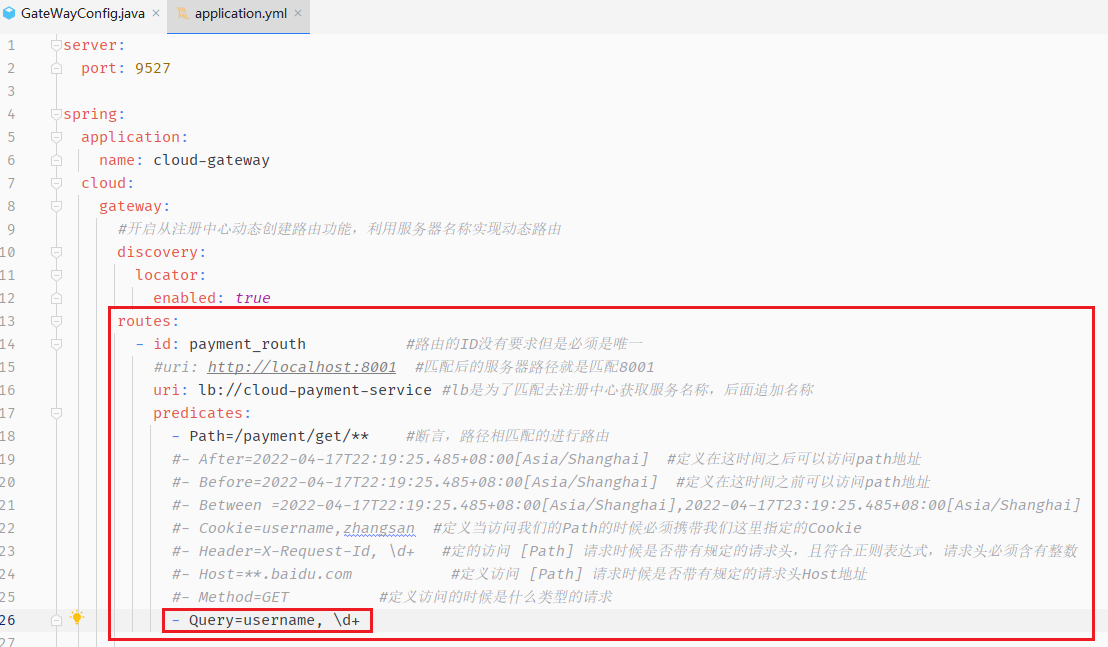 GateWayConfig.java × application.yml ×
1 server:
2 port: 9527
3
4 spring:
5 application:
6 name: cloud-gateway
7 cloud:
8 gateway:
9 #开启从注册中心动态创建路由功能，利用服务器名称实现动态路由
10 discovery:
11 locator:
12 enabled: true
13 routes:
14 - id: payment_routh #路由的ID没有要求但是必须是唯一
15 #uri: http://localhost:8001 #匹配后的服务器路径就是匹配8001
16 uri: lb://cloud-payment-service #lb是为了匹配去注册中心获取服务名称，后面追加名称
17 predicates:
18 - Path=/payment/get/** #断言，路径相匹配的进行路由
19 #- After=2022-04-17T22:19:25.485+08:00[Asia/Shanghai] #定义在这时间之后可以访问path地址
20 #- Before=2022-04-17T22:19:25.485+08:00[Asia/Shanghai] #定义在这时间之前可以访问path地址
21 #- Between =2022-04-17T22:19:25.485+08:00[Asia/Shanghai],2022-04-17T23:19:25.485+08:00[Asia/Shanghai]
22 #- Cookie=username,zhangsan #定义当访问我们的Path的时候必须携带我们这里指定的Cookie
23 #- Header=X-Request-Id, \d+ #定的访问 [Path] 请求时候是否带有规定的请求头，且符合正则表达式，请求头必须含有整数
24 #- Host=**.baidu.com #定义访问 [Path] 请求时候是否带有规定的请求头Host地址
25 #- Method=GET #定义访问的时候是什么类型的请求
26 - Query=username, \d+
27